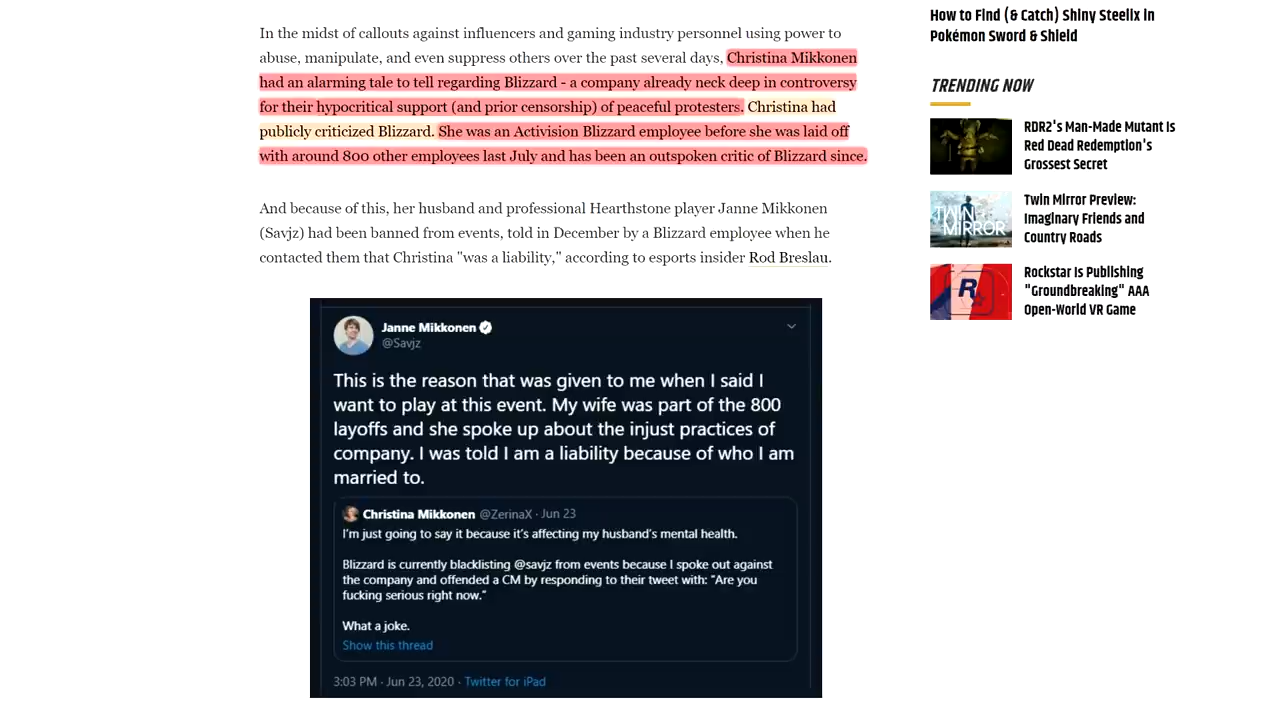 In the midst of callouts against influencers and gaming industry personnel using power to
abuse, manipulate, and even suppress others over the past several days, Christina Mikkonen
had an alarming tale to tell regarding Blizzard - a company already neck deep in controversy
for their hypocritical support (and prior censorship) of peaceful protesters. Christina had
publicly criticized Blizzard. She was an Activision Blizzard employee before she was laid off
with around 800 other employees last July and has been an outspoken critic of Blizzard since.
And because of this, her husband and professional Hearthstone player Janne Mikkonen
(Savjz) had been banned from events, told in December by a Blizzard employee when he
contacted them that Christina "was a liability," according to esports insider Rod Breslau.
Janne Mikkonen
@Savjz
This is the reason that was given to me when I said I
want to play at this event. My wife was part of the 800
layoffs and she spoke up about the injust practices of
company. I was told I am a liability because of who I am
married to.
Christina Mikkonen @ZerinaX · Jun 23
I'm just going to say it because it's affecting my husband's mental health.
Blizzard is currently blacklisting @savjz from events because I spoke out against
the company and offended a CM by responding to their tweet with: "Are you
fucking serious right now."
What a joke.
Show this thread
3:03 PM · Jun 23, 2020 · Twitter for iPad
How to Find (& Catch) Shiny Steelix in
Pokémon Sword & Shield
TRENDING NOW
RDR2's Man-Made Mutant Is
Red Dead Redemption's
Grossest Secret
TWIN
MIRROR
Twin Mirror Preview:
Imaginary Friends and
Country Roads
R
Rockstar Is Publishing
"Groundbreaking" AAA
Open-World VR Game